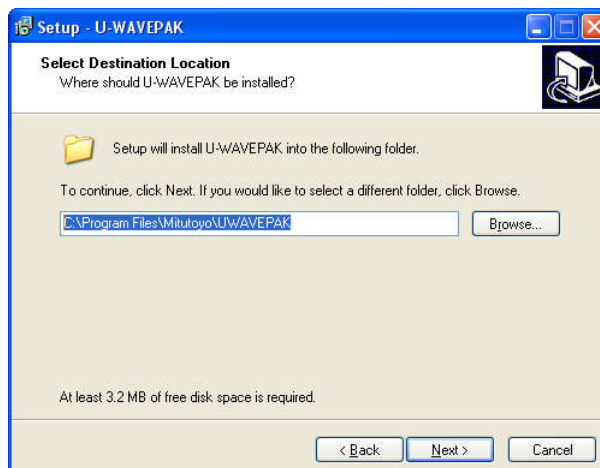 Setup - U-WAVEPAK
Select Destination Location
Where should U-WAVEPAK be installed?
Setup will install U-WAVEPAK into the following folder.
To continue, click Next. If you would like to select a different folder, click Browse.
C:\Program Files\Mitutoyo\UWAVEPAK
Browse...
At least 3.2 MB of free disk space is required.
< Back
Next >
Cancel